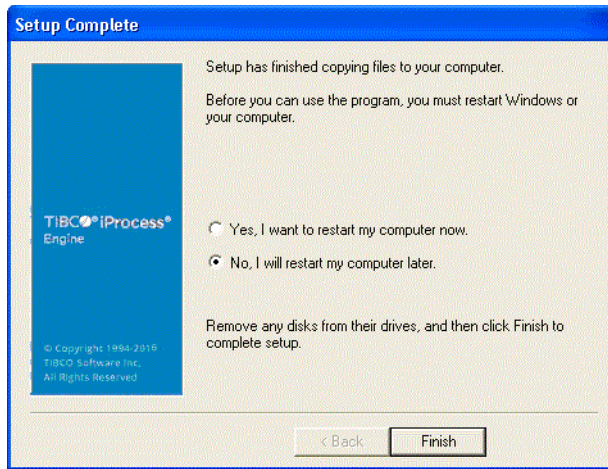 Setup Complete
Setup has finished copying files to your computer.
Before you can use the program, you must restart Windows or
your computer.
TIBCO® iProcess®
Engine
Yes, I want to restart my computer now.
No, I will restart my computer later.
Remove any disks from their drives, and then click Finish to
complete setup.
© Copyright 1994-2016
TIBCO Software Inc,
All Rights Reserved
< Back
Finish